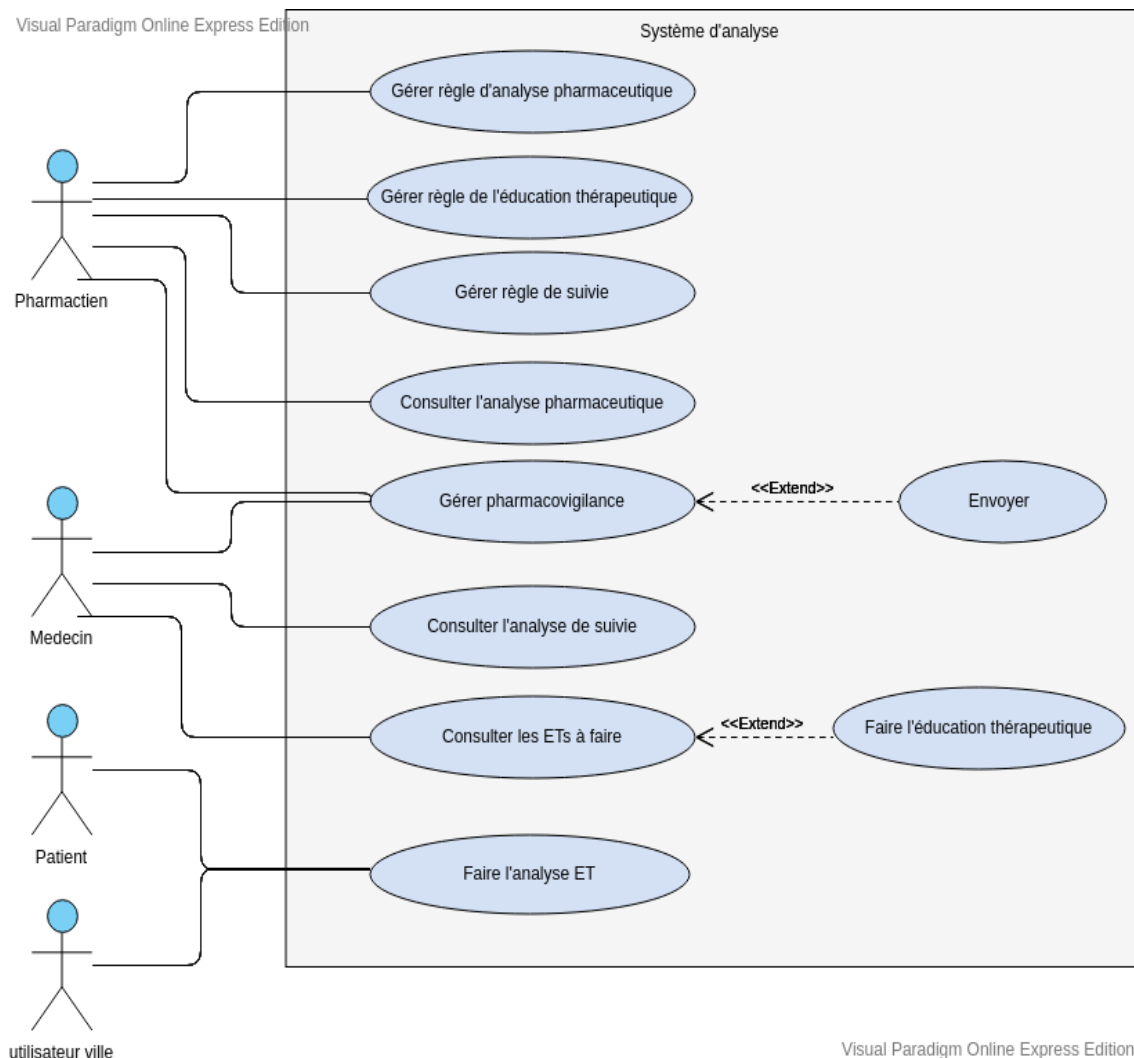 Visual Paradigm Online Express Edition
Système d'analyse
Gérer règle d'analyse pharmaceutique
Gérer règle de l'éducation thérapeutique
Pharmactien
Gérer règle de suivie
Consulter l'analyse pharmaceutique
Gérer pharmacovigilance
<<Extend>>
Envoyer
Medecin
Consulter l'analyse de suivie
Consulter les ETs à faire
<<Extend>>
Faire l'éducation thérapeutique
Patient
Faire l'analyse ET
utilisateur ville
Visual Paradigm Online Express Edition